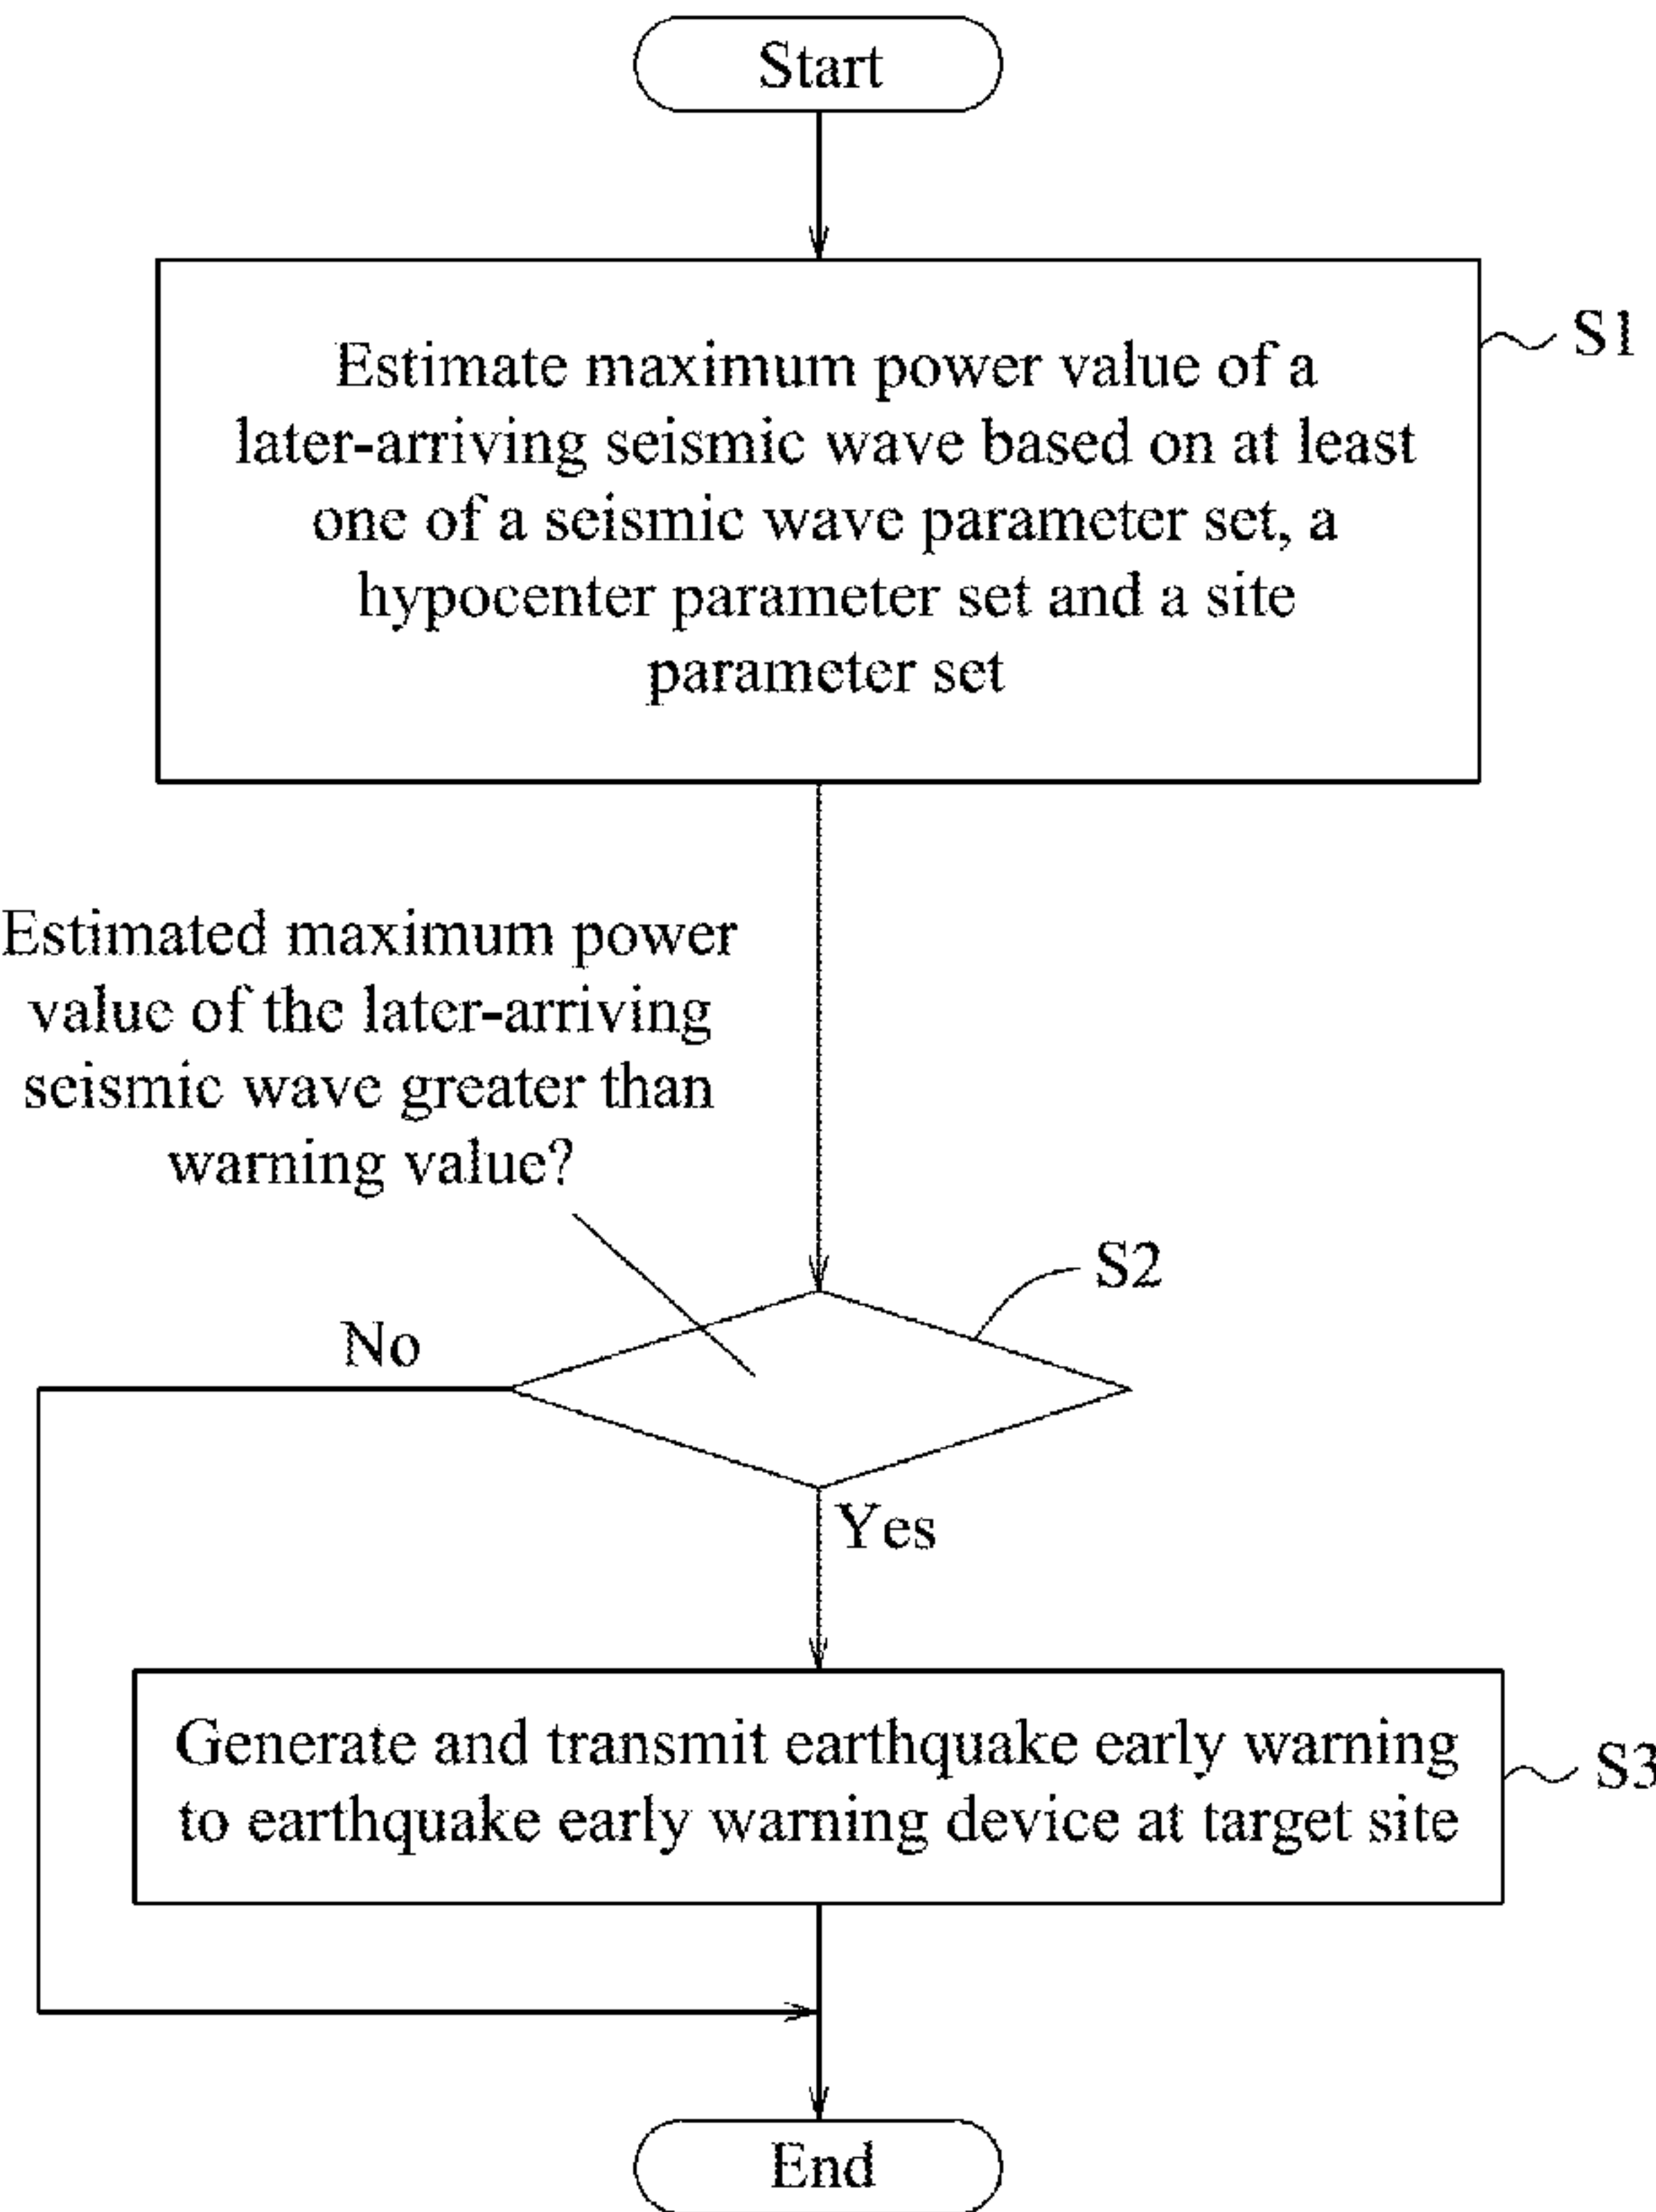 Start
Estimate maximum power value of a
later-arriving seismic wave based on at least
one of a seismic wave parameter set, a
hypocenter parameter set and a site
parameter set
S1
Estimated maximum power
value of the later-arriving
seismic wave greater than
warning value?
S2
No
Yes
Generate and transmit earthquake early warning
to earthquake early warning device at target site
S3
End